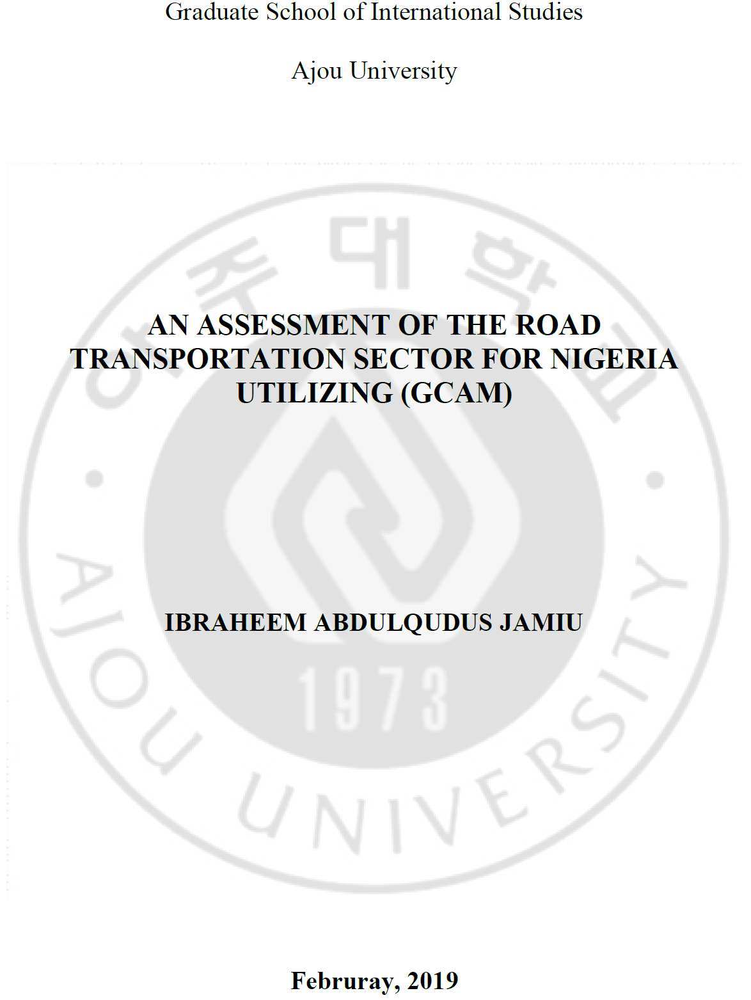 Graduate School of International Studies
Ajou University
아주대학교
AN ASSESSMENT OF THE ROAD
TRANSPORTATION SECTOR FOR NIGERIA
UTILIZING (GCAM)
IBRAHEEM ABDULQUDUS JAMIU
1973
AJOU UNIVERSITY
Februray, 2019